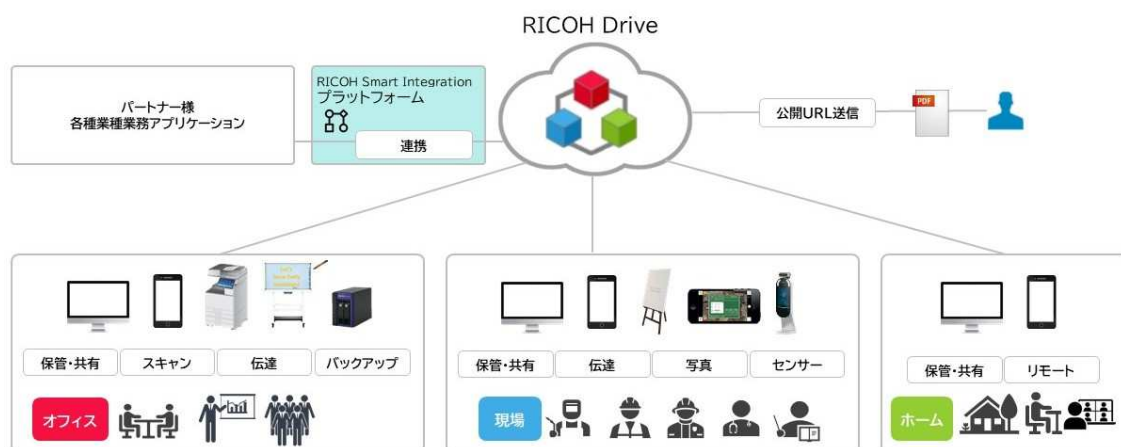 RICOH Drive
パートナー様
各種業種業務アプリケーション
RICOH Smart Integration
プラットフォーム
連携
公開URL送信
PDF
保管・共有
スキャン
伝達
バックアップ
オフィス
保管・共有
伝達
写真
センサー
現場
保管・共有
リモート
ホーム